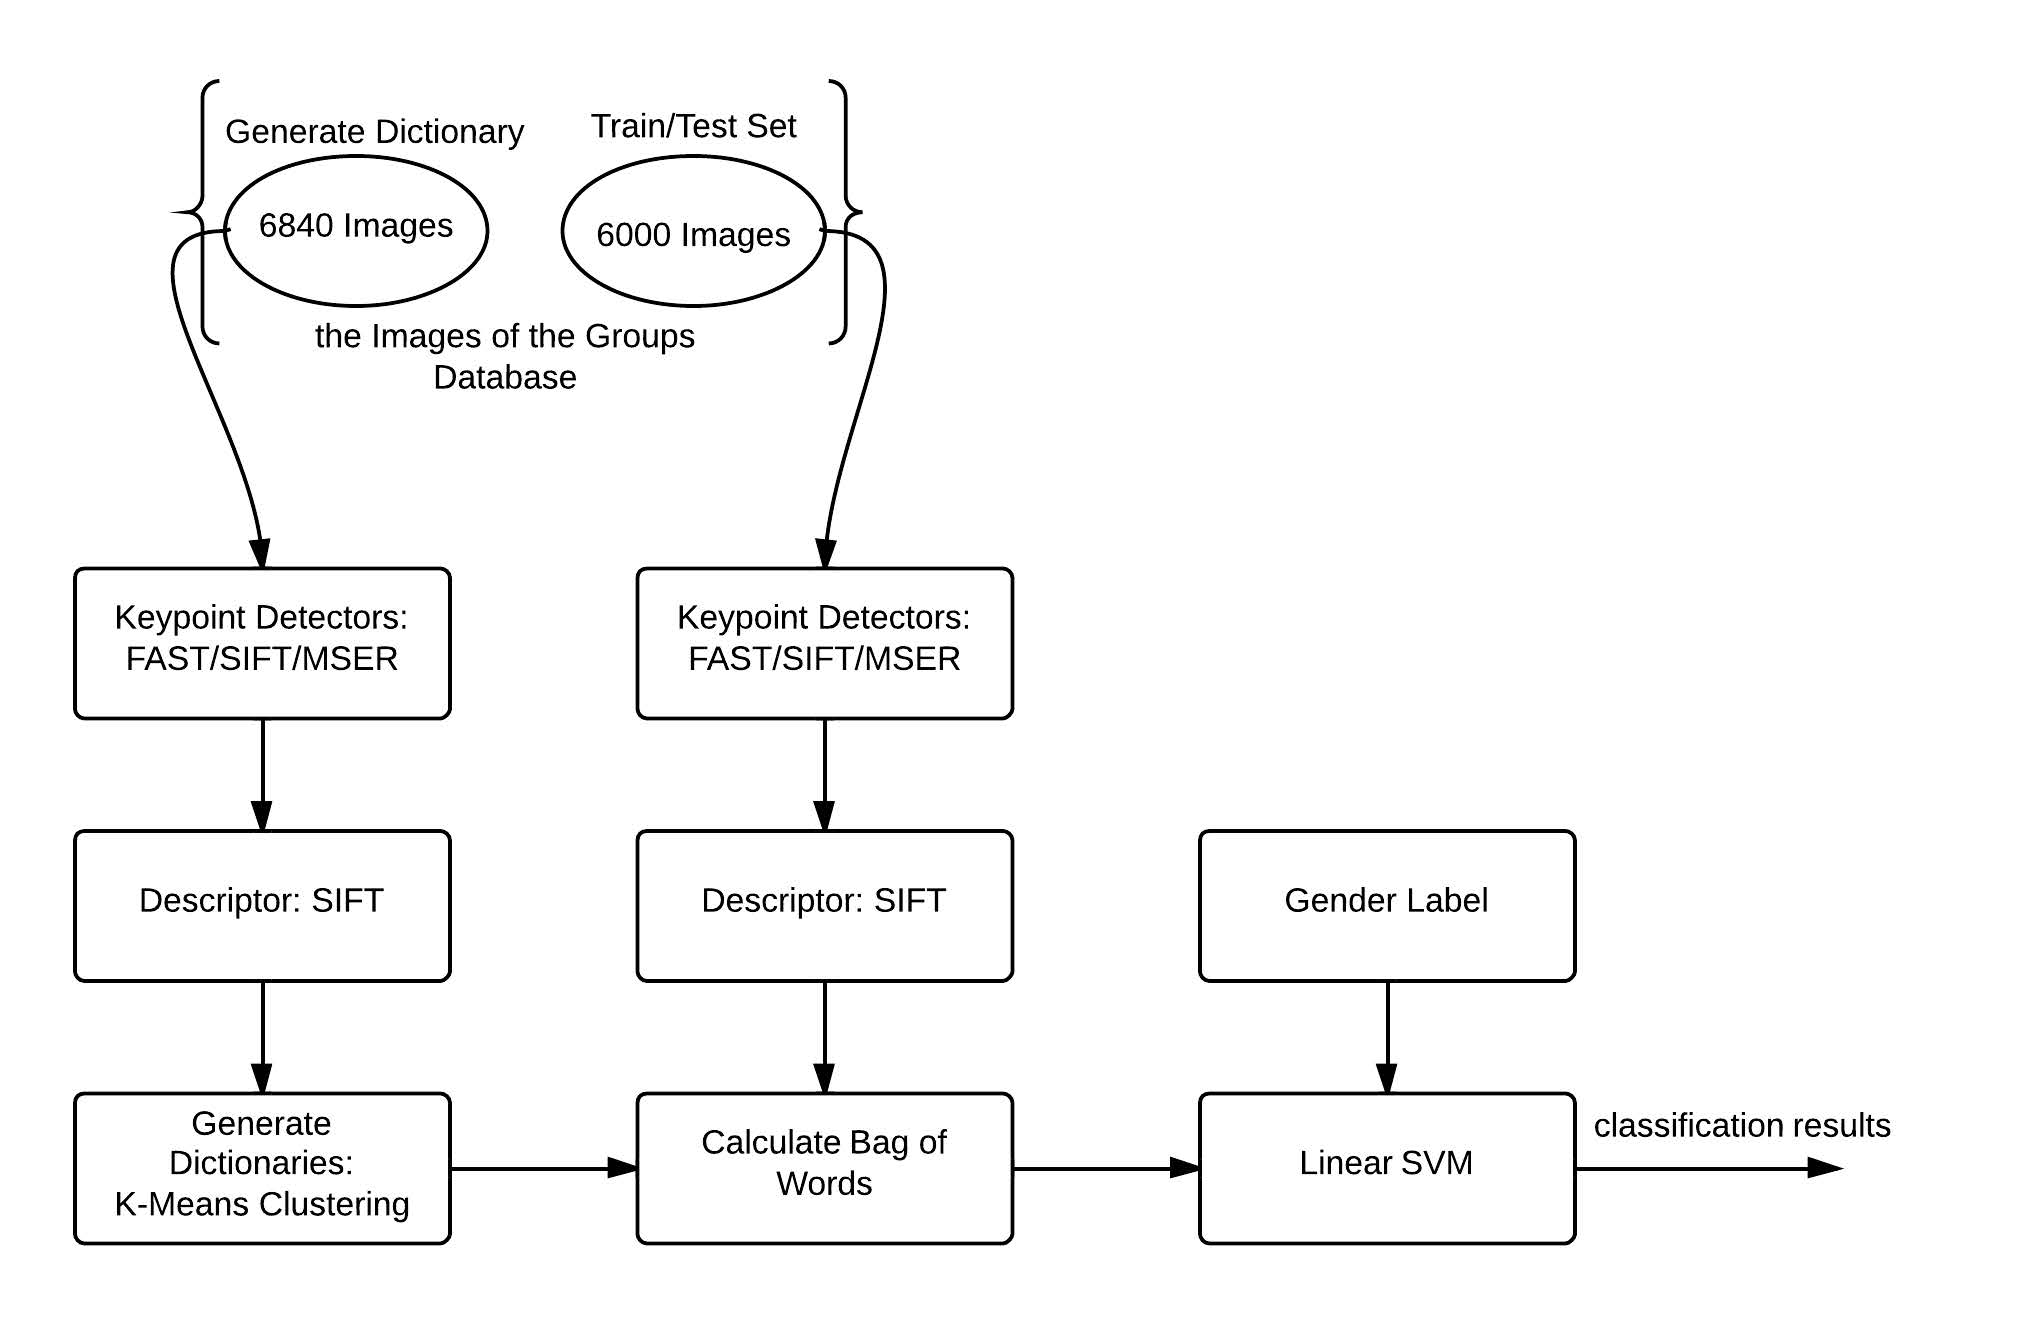 Generate Dictionary
Train/Test Set
6840 Images
6000 Images
the Images of the Groups
Database
Keypoint Detectors:
FAST/SIFT/MSER
Keypoint Detectors:
FAST/SIFT/MSER
Descriptor: SIFT
Descriptor: SIFT
Gender Label
Generate
Dictionaries:
K-Means Clustering
Calculate Bag of
Words
Linear SVM
classification results